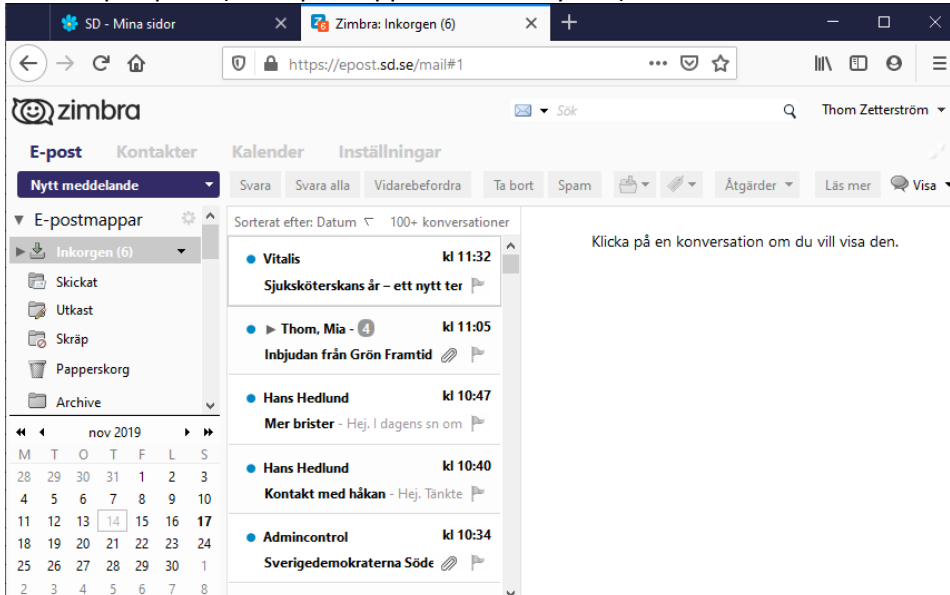 SD - Mina sidor
Zimbra: Inkorgen (6)
https://epost.sd.se/mail#1
zimbra
Sök
Thom Zetterström
E-post Kontakter Kalender Inställningar
Nytt meddelande
Svara Svara alla Vidarebefordra Ta bort Spam Åtgärder Läs mer Visa
E-postmappar
Sorterat efter: Datum 100+ konversationer
Klicka på en konversation om du vill visa den.
Inkorgen (6)
Skickat
Utkast
Skräp
Papperskorg
Archive
Vitalis kl 11:32
Sjuksköterskans år – ett nytt ter
Thom, Mia - 4 kl 11:05
Inbjudan från Grön Framtid
Hans Hedlund kl 10:47
Mer brister - Hej. I dagens sn om
Hans Hedlund kl 10:40
Kontakt med håkan - Hej. Tänkte
Admincontrol kl 10:34
Sverigedemokraterna Söde
nov 2019
M T O T F L S
28 29 30 31 1 2 3
4 5 6 7 8 9 10
11 12 13 14 15 16 17
18 19 20 21 22 23 24
25 26 27 28 29 30 1
2 3 4 5 6 7 8